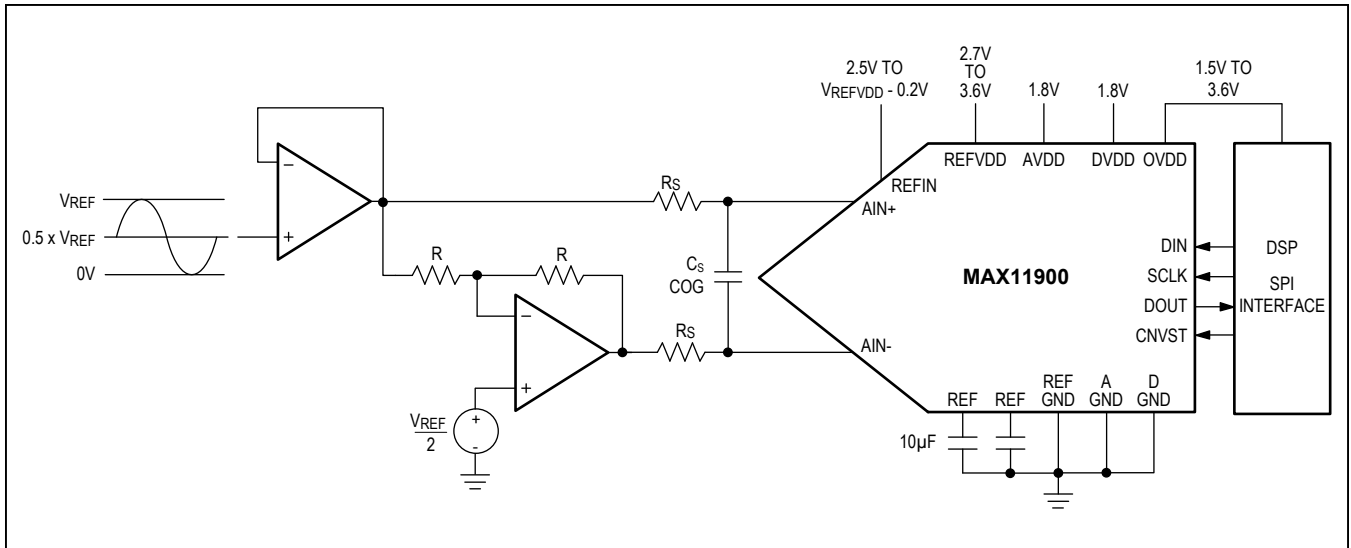 2.5V TO
VREFVDD - 0.2V
2.7V
TO
3.6V
1.8V
1.8V
1.5V TO
3.6V
REFVDD
AVDD
DVDD
OVDD
REFIN
AIN+
RS
VREF
0.5 x VREF
0V
−
+
R
R
CS
COG
MAX11900
DIN
SCLK
DOUT
CNVST
DSP
SPI
INTERFACE
−
+
RS
AIN-
VREF
2
+
-
REF
REF
REF
GND
A
GND
D
GND
10µF